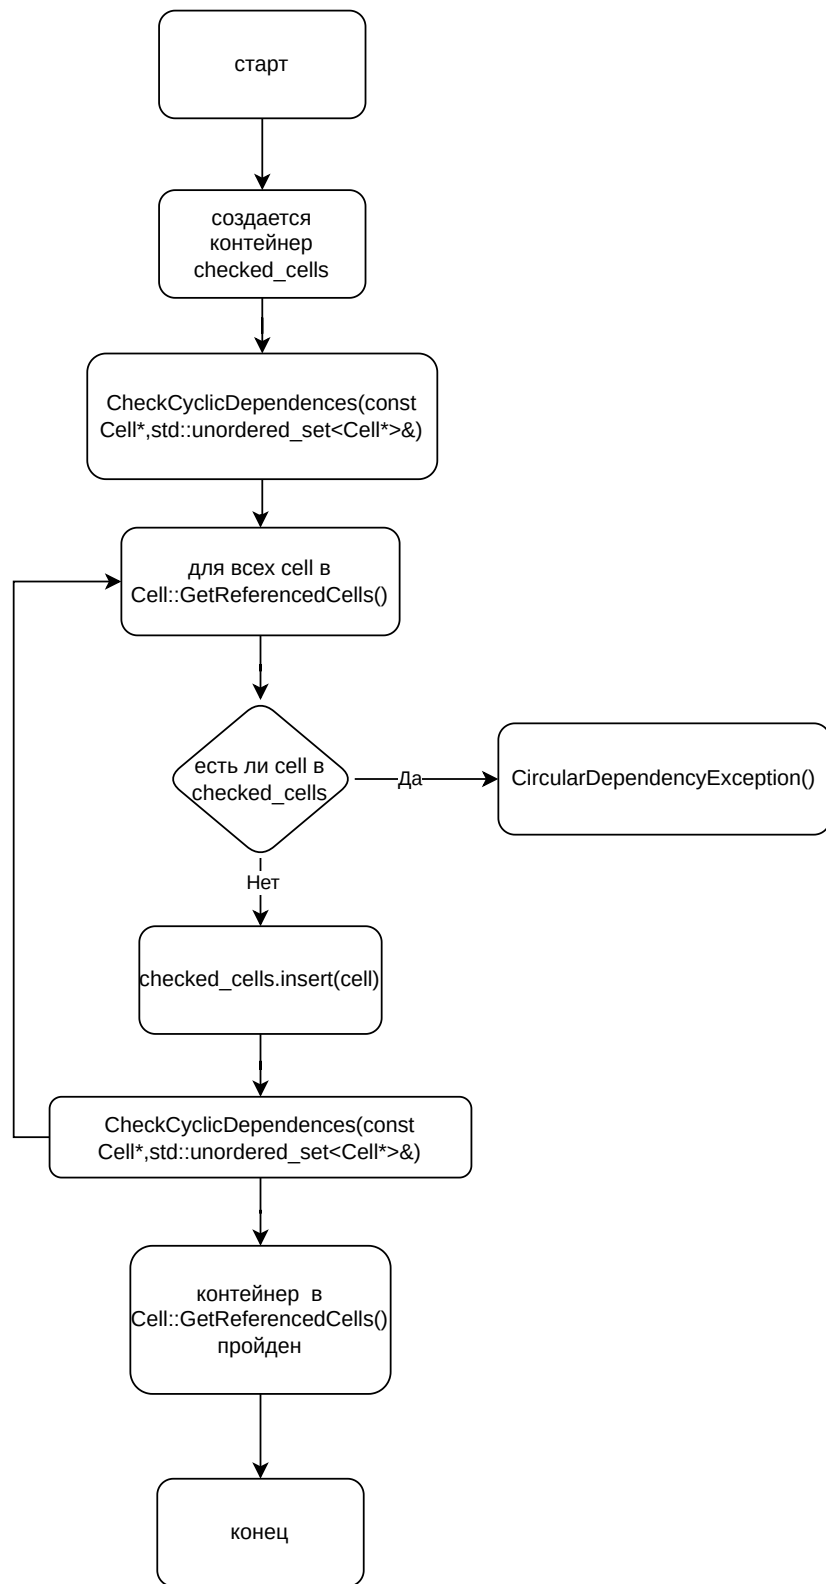 старт
создается
контейнер
checked_cells
CheckCyclicDependences(const
Cell*,std::unordered_set<Cell*>&)
для всех cell в
Cell::GetReferencedCells()
есть ли cell в
checked_cells
Да
CircularDependencyException()
Нет
checked_cells.insert(cell)
CheckCyclicDependences(const
Cell*,std::unordered_set<Cell*>&)
контейнер  в
Cell::GetReferencedCells()
пройден
конец